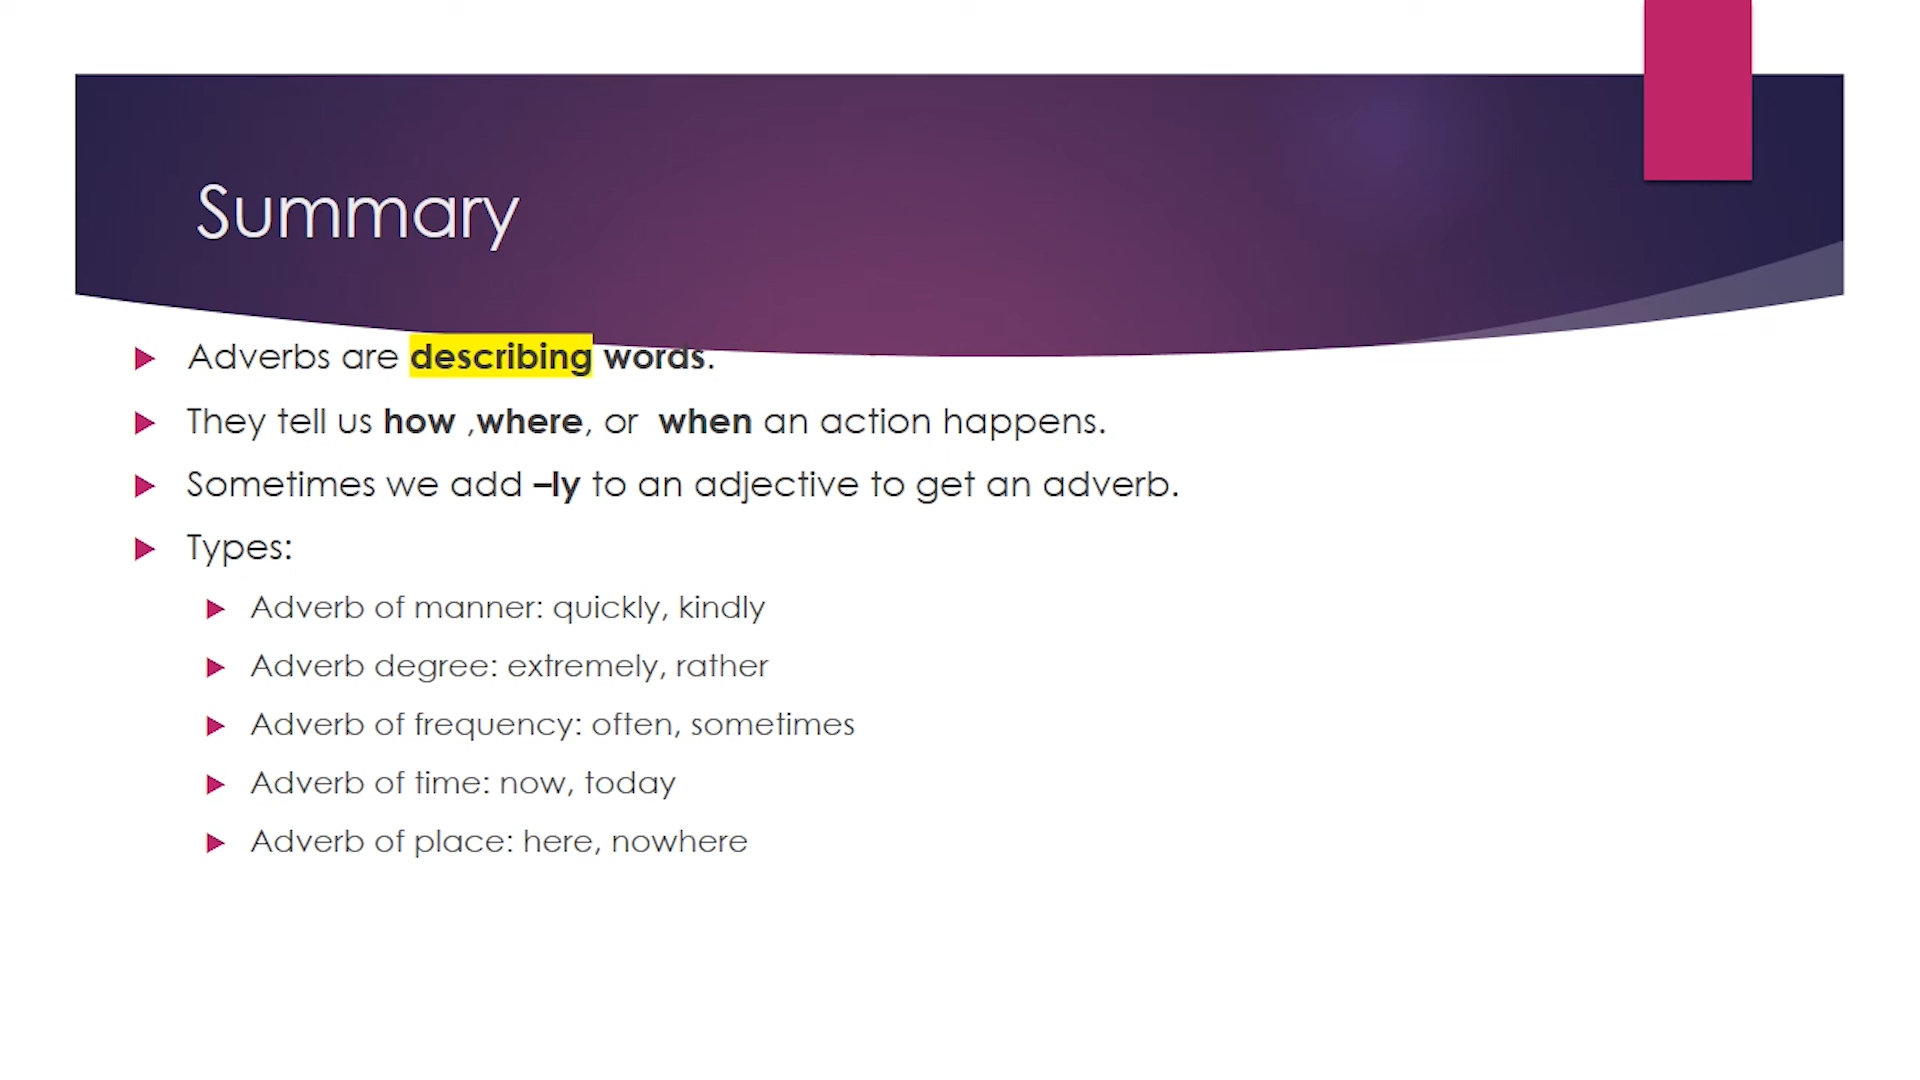 Summary
Adverbs are describing words.
They tell us how ,where, or  when an action happens.
Sometimes we add –ly to an adjective to get an adverb.
Types:
Adverb of manner: quickly, kindly
Adverb degree: extremely, rather
Adverb of frequency: often, sometimes
Adverb of time: now, today
Adverb of place: here, nowhere